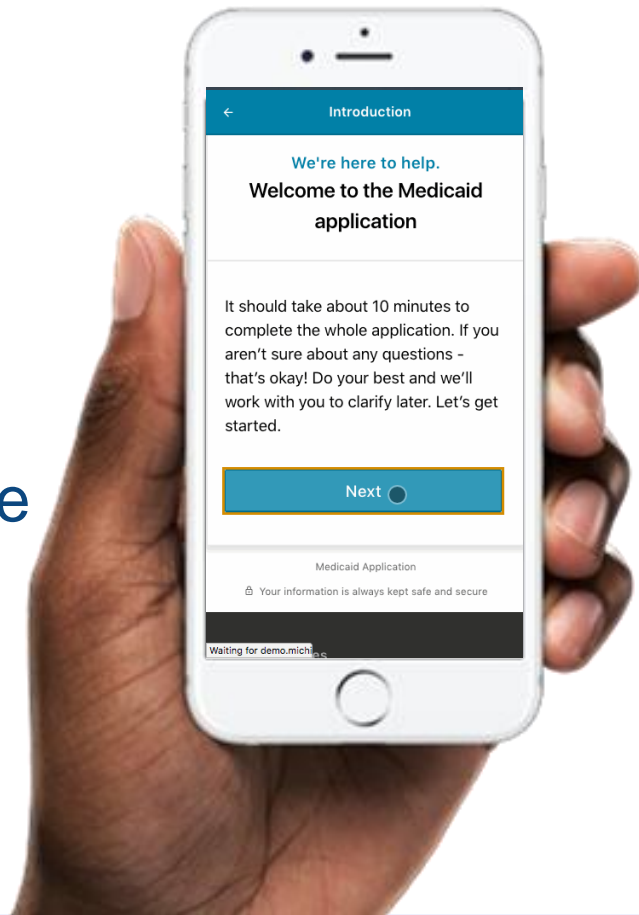 Introduction
We're here to help.
Welcome to the Medicaid
application
It should take about 10 minutes to
complete the whole application. If you
aren't sure about any questions -
that's okay! Do your best and we'll
work with you to clarify later. Let's get
started.
e
Next
Medicaid Application
Your information is always kept safe and secure
Waiting for demo.michi
es